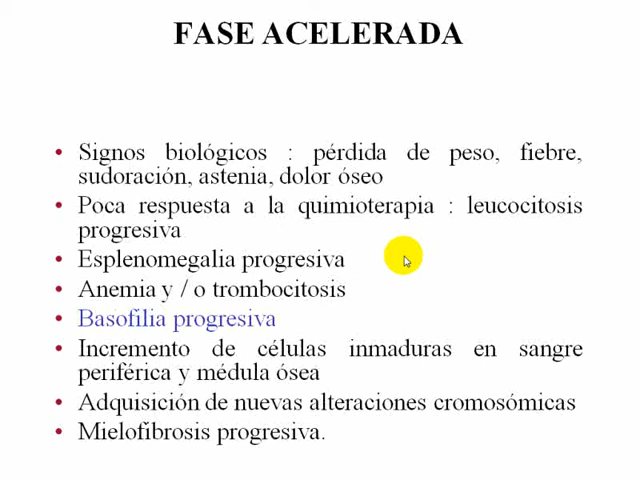 FASE ACELERADA
• Signos biológicos : pérdida de peso, fiebre,
sudoración, astenia, dolor óseo
• Poca respuesta a la quimioterapia : leucocitosis
progresiva
• Esplenomegalia progresiva
• Anemia y / o trombocitosis
• Basofilia progresiva
• Incremento de células inmaduras en sangre
periférica y médula ósea
• Adquisición de nuevas alteraciones cromosómicas
• Mielofibrosis progresiva.